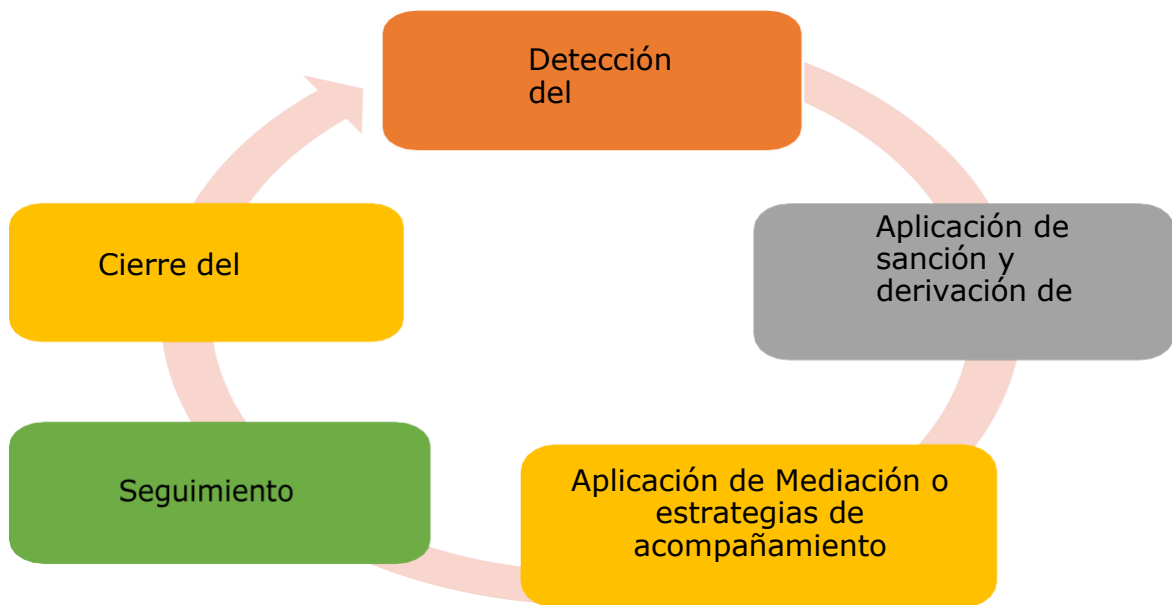 Detección
del
Aplicación de
sanción y
derivación de
Aplicación de Mediación o
estrategias de
acompañamiento
Seguimiento
Cierre del